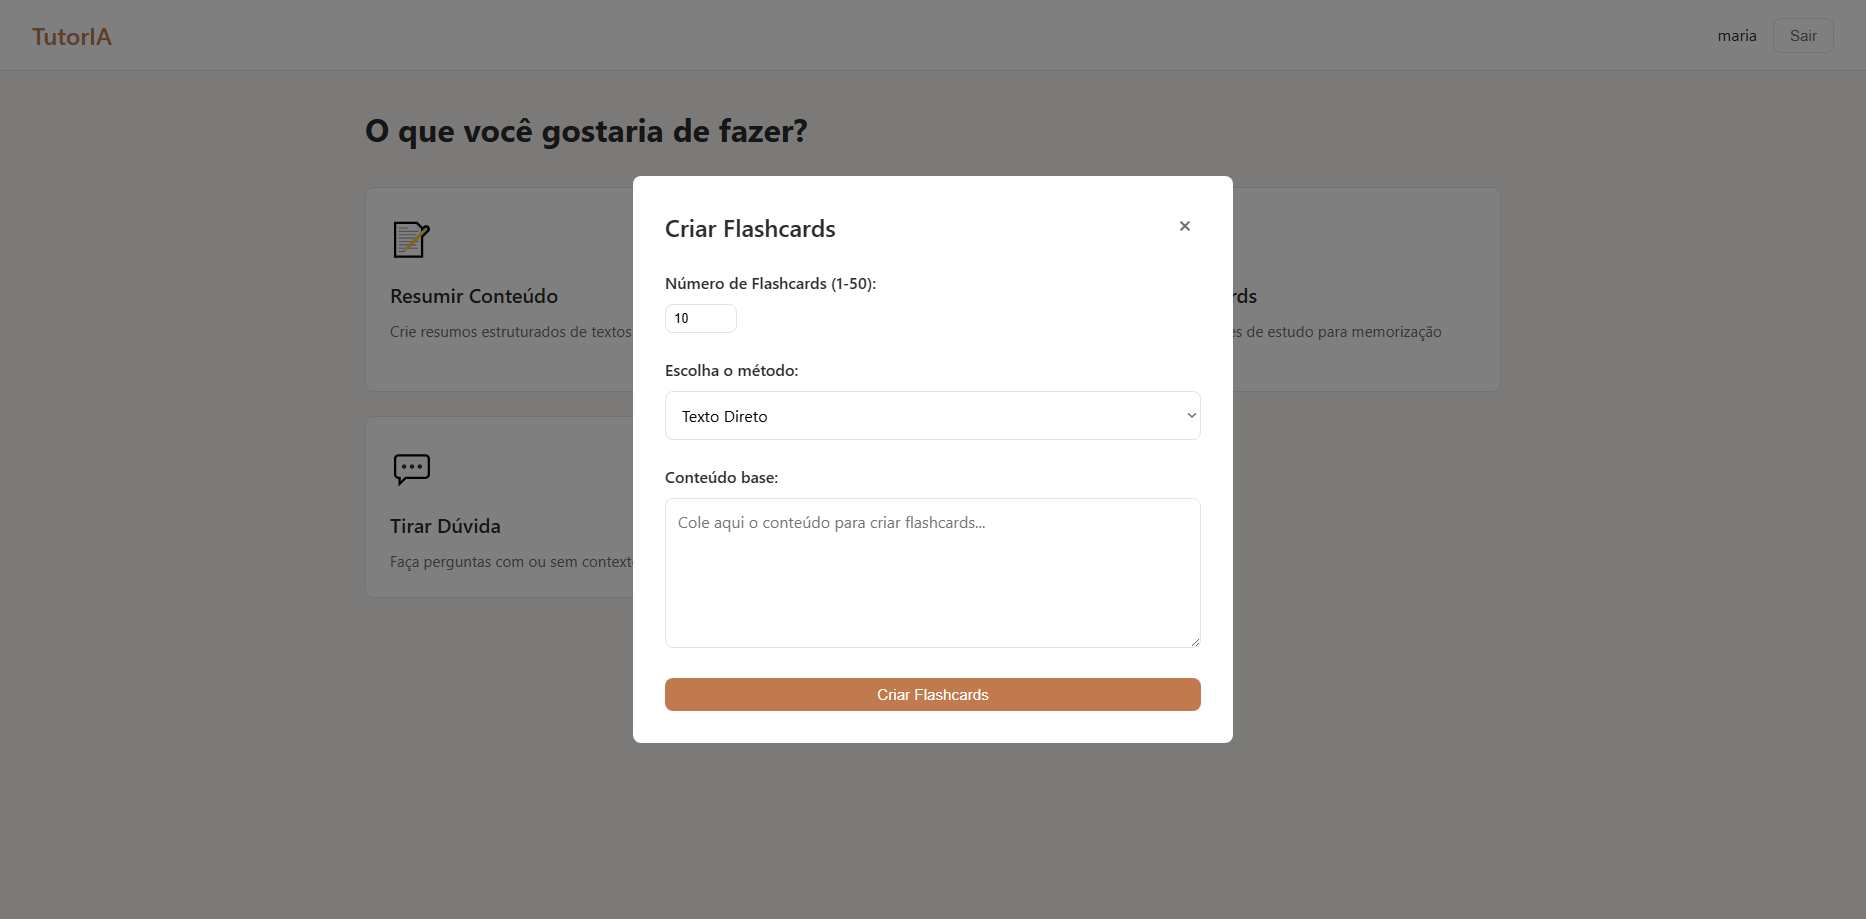 TutorIA
maria
Sair
O que você gostaria de fazer?
Resumir Conteúdo
Crie resumos estruturados de textos
es de estudo para memorização
Tirar Dúvida
Faça perguntas com ou sem
Criar Flashcards
×
Número de Flashcards (1-50):
10
Escolha o método:
Texto Direto
Conteúdo base:
Cole aqui o conteúdo para criar flashcards...
Criar Flashcards